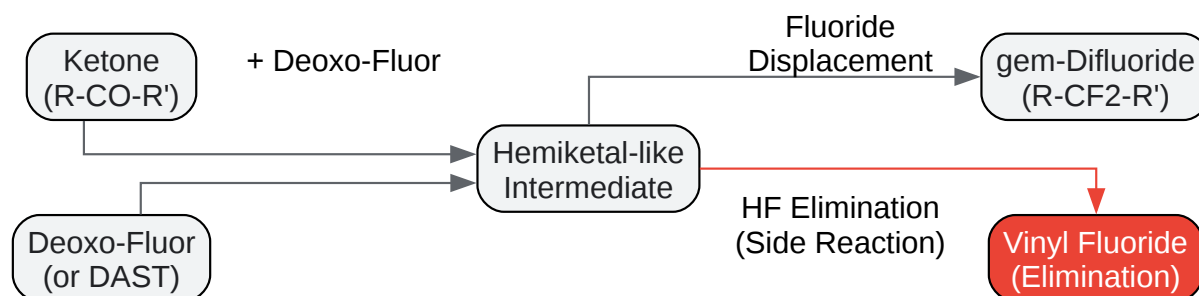 Ketone
(R-CO-R')
+ Deoxo-Fluor
Fluoride
Displacement
gem-Difluoride
(R-CF2-R')
Hemiketal-like
Intermediate
Deoxo-Fluor
(or DAST)
HF Elimination
(Side Reaction)
Vinyl Fluoride
(Elimination)